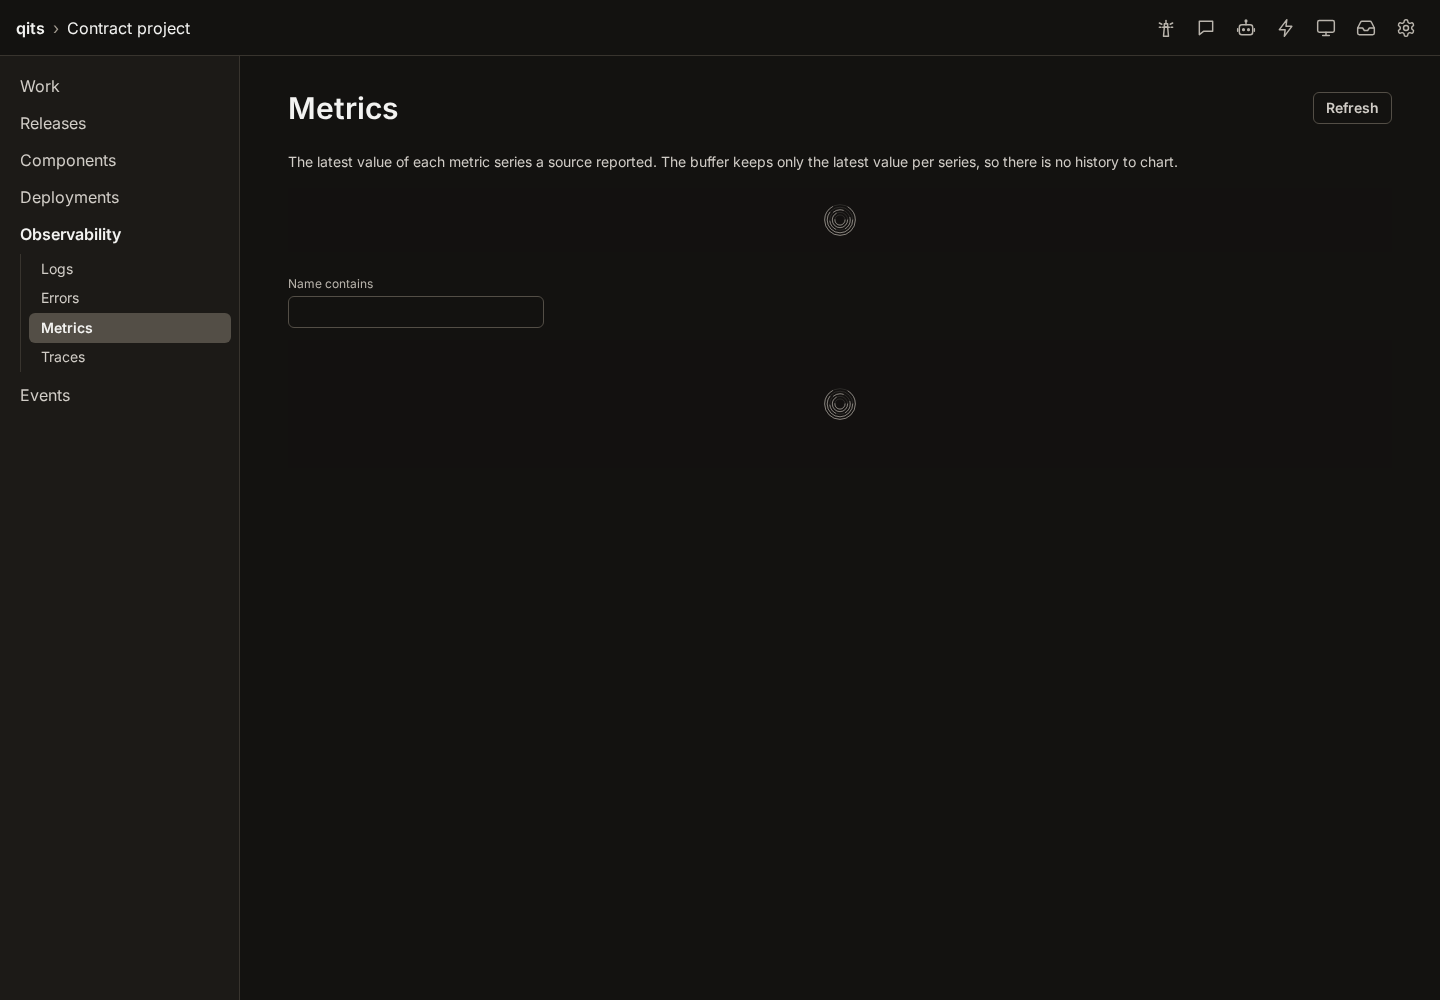 qits › Contract project
Work
Releases
Components
Deployments
Observability
Logs
Errors
Metrics
Traces
Events
Metrics
Refresh
The latest value of each metric series a source reported. The buffer keeps only the latest value per series, so there is no history to chart.
Name contains